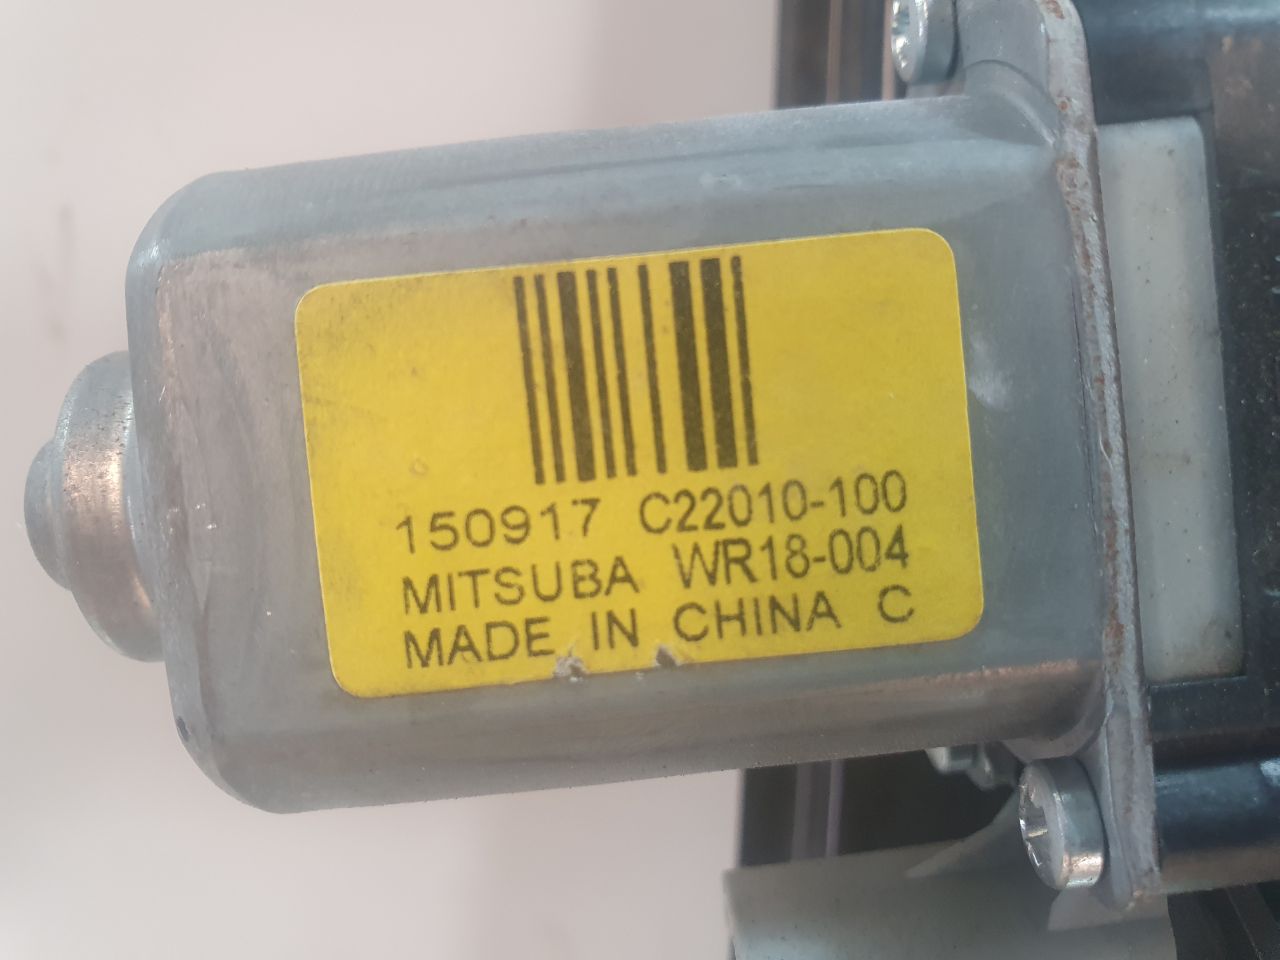 150917 C22010-100
MITSUBA WR18-004
MADE IN CHINA C